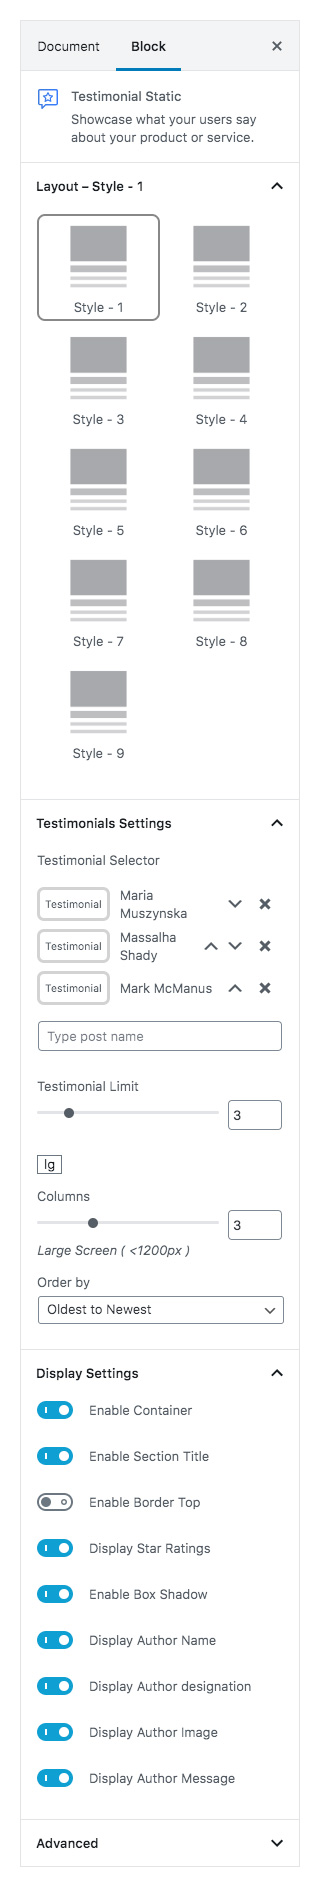 Document Block ×
Testimonial Static
Showcase what your users say
about your product or service.
Layout – Style - 1
Style - 1 Style - 2
Style - 3 Style - 4
Style - 5 Style - 6
Style - 7 Style - 8
Style - 9
Testimonials Settings
Testimonial Selector
Testimonial Maria
Muszynska
Testimonial Massalha
Shady
Testimonial Mark McManus
Type post name
Testimonial Limit
3
lg
Columns
3
Large Screen ( <1200px )
Order by
Oldest to Newest
Display Settings
Enable Container
Enable Section Title
Enable Border Top
Display Star Ratings
Enable Box Shadow
Display Author Name
Display Author designation
Display Author Image
Display Author Message
Advanced